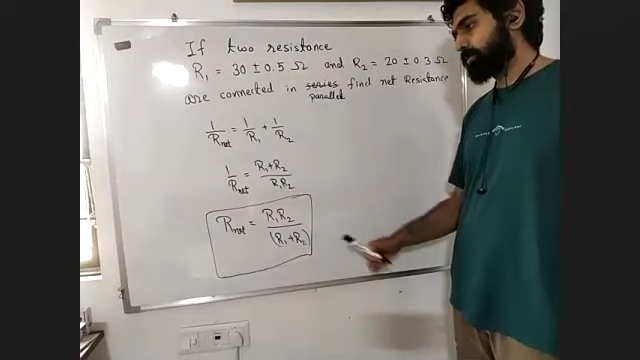 If two resistance
R₁ = 30 ± 0.5 Ω and R₂ = 20 ± 0.3 Ω
are connected in series find net Resistance
parallel
1/Rnet = 1/R₁ + 1/R₂
1/Rnet = R₁+R₂/R₁R₂
Rnet = R₁R₂/(R₁+R₂)